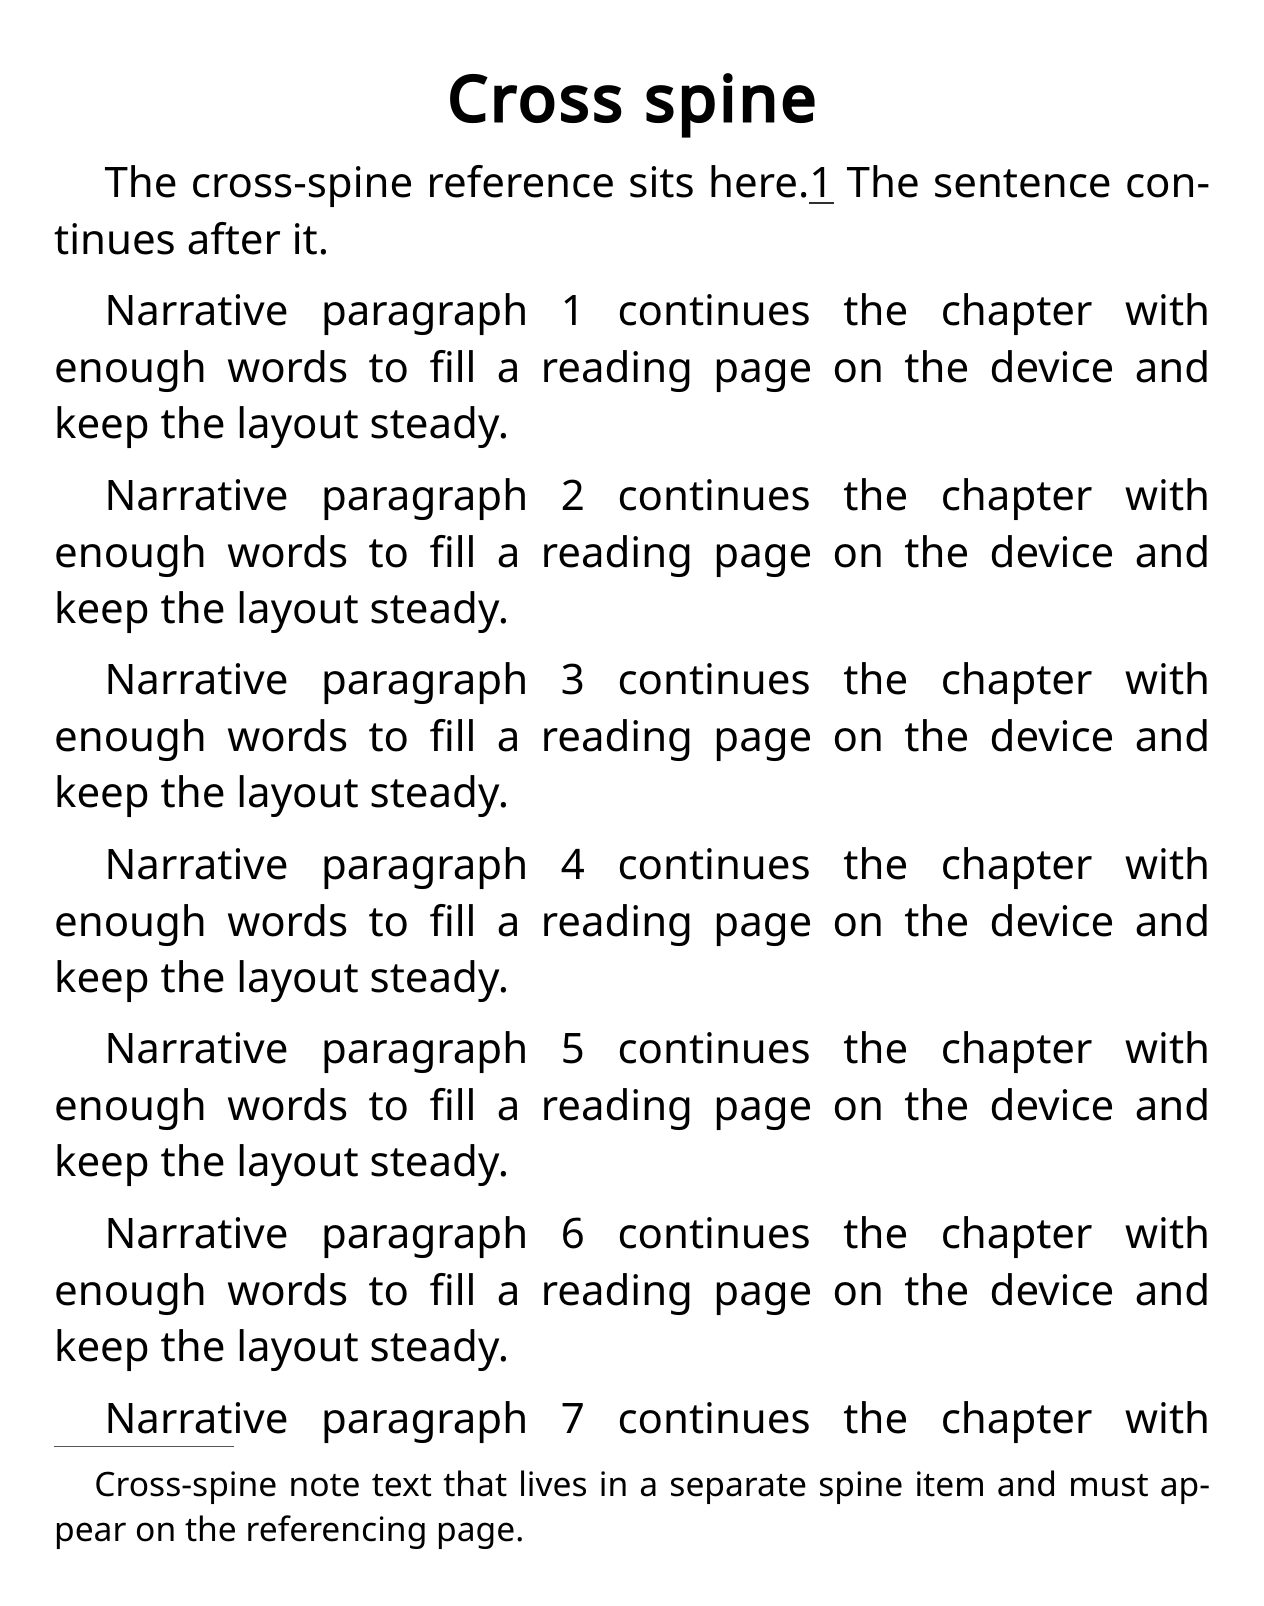 Cross spine
The cross-spine reference sits here.1 The sentence con-
tinues after it.
Narrative paragraph 1 continues the chapter with
enough words to fill a reading page on the device and
keep the layout steady.
Narrative paragraph 2 continues the chapter with
enough words to fill a reading page on the device and
keep the layout steady.
Narrative paragraph 3 continues the chapter with
enough words to fill a reading page on the device and
keep the layout steady.
Narrative paragraph 4 continues the chapter with
enough words to fill a reading page on the device and
keep the layout steady.
Narrative paragraph 5 continues the chapter with
enough words to fill a reading page on the device and
keep the layout steady.
Narrative paragraph 6 continues the chapter with
enough words to fill a reading page on the device and
keep the layout steady.
Narrative paragraph 7 continues the chapter with
Cross-spine note text that lives in a separate spine item and must ap-
pear on the referencing page.